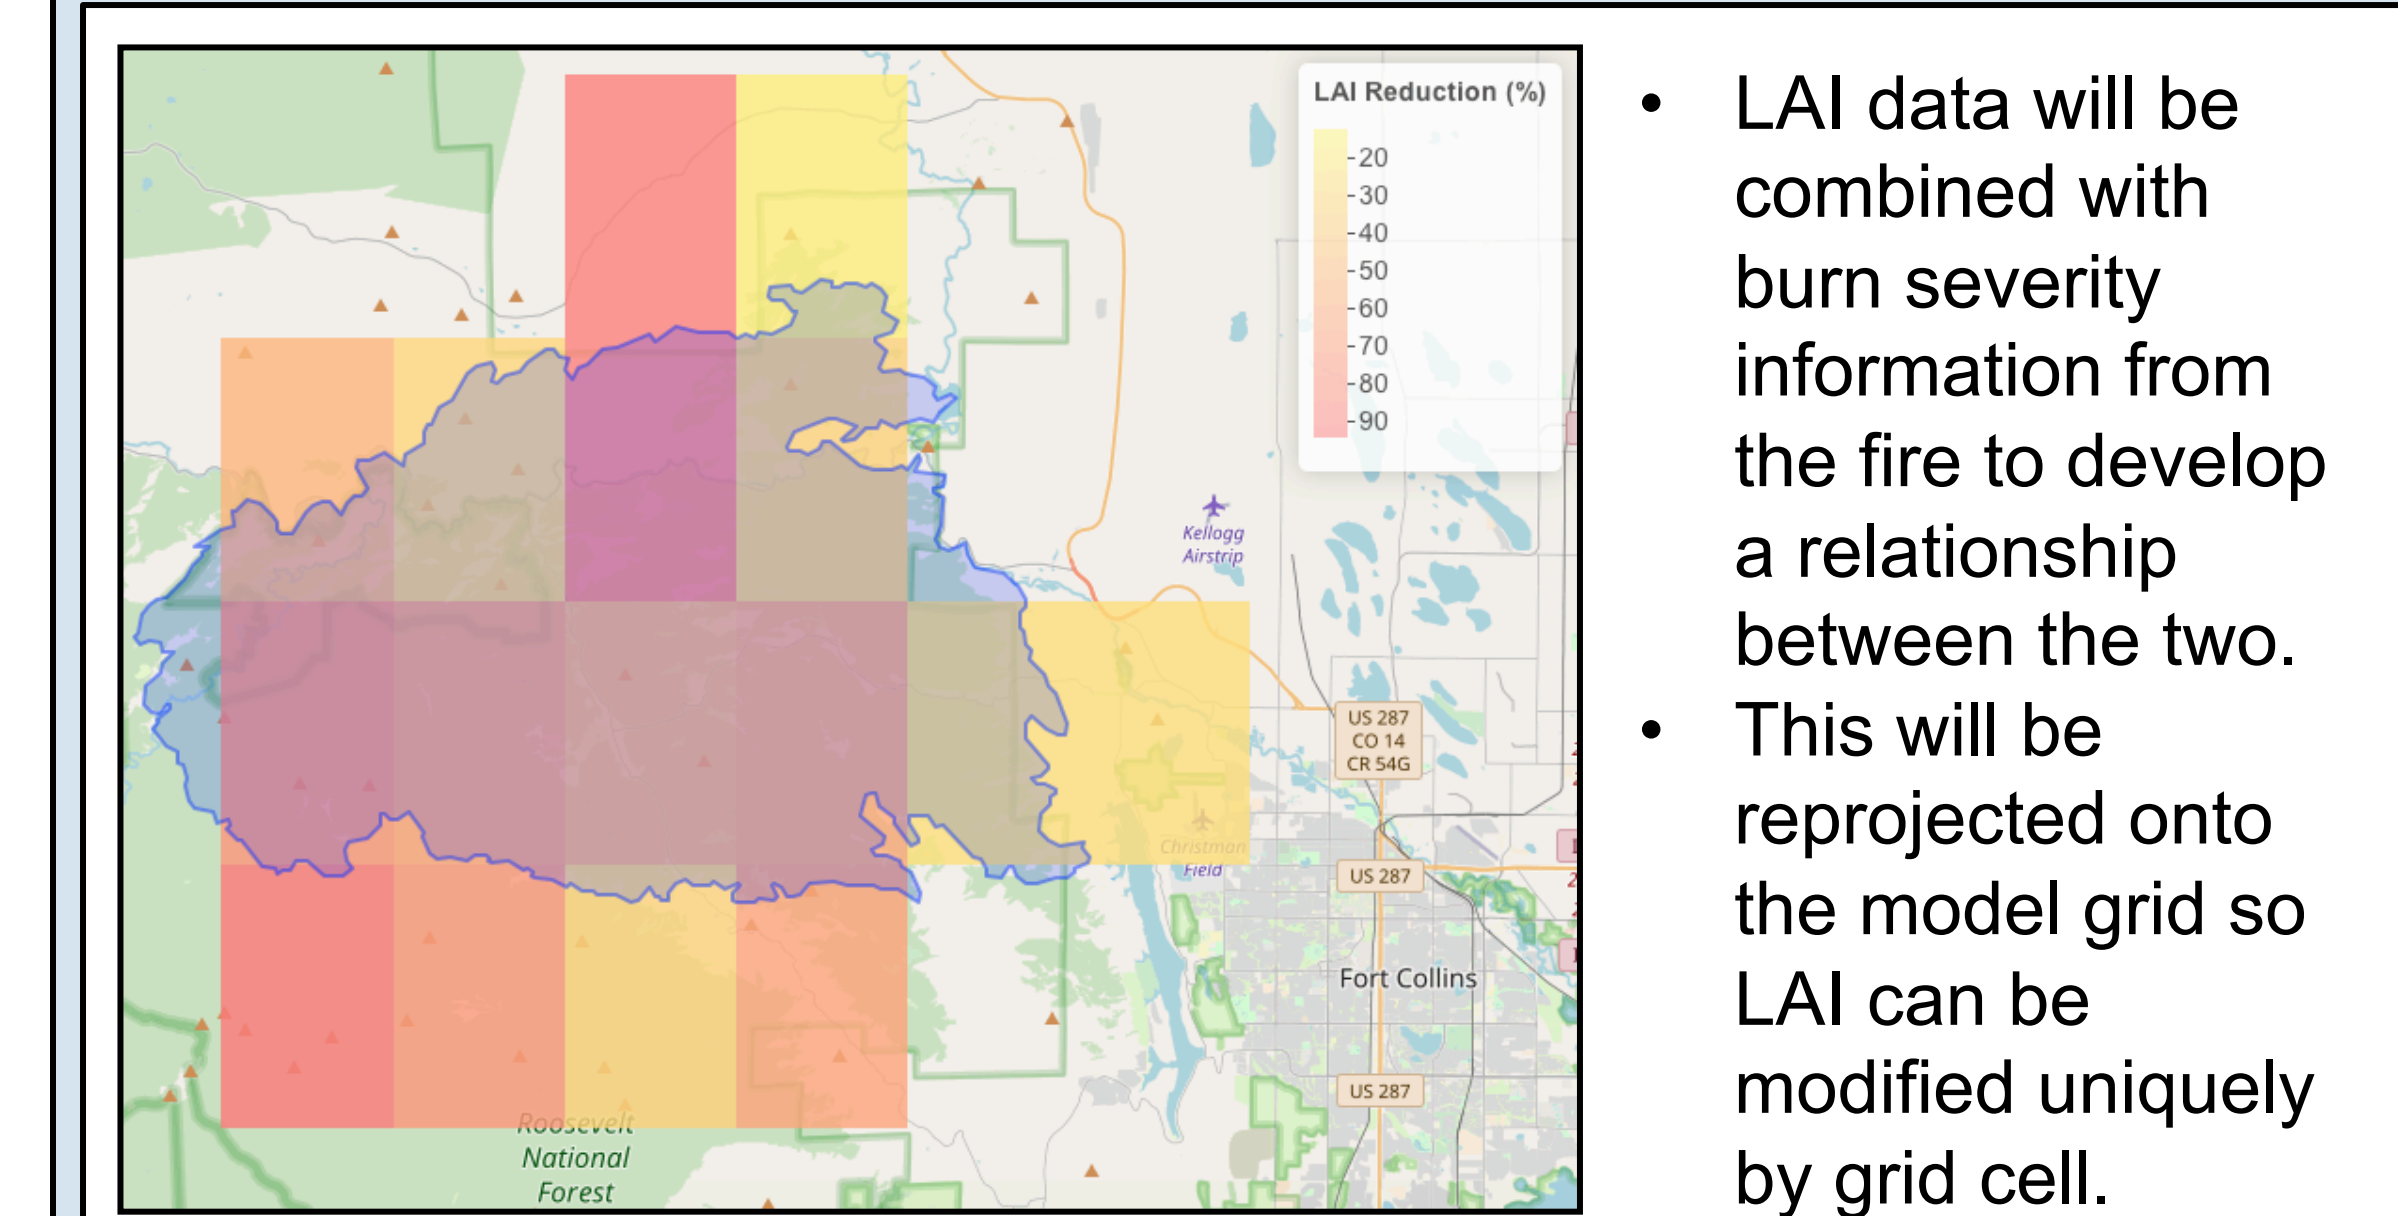 LAI Reduction (%)
20
30
40
50
60
70
80
90
Kellogg
Airstrip
US 287
CO 14
CR 54G
Christman
Field
US 287
Fort Collins
US 287
Roosevelt
National
Forest
• LAI data will be
combined with
burn severity
information from
the fire to develop
a relationship
between the two.
• This will be
reprojected onto
the model grid so
LAI can be
modified uniquely
by grid cell.